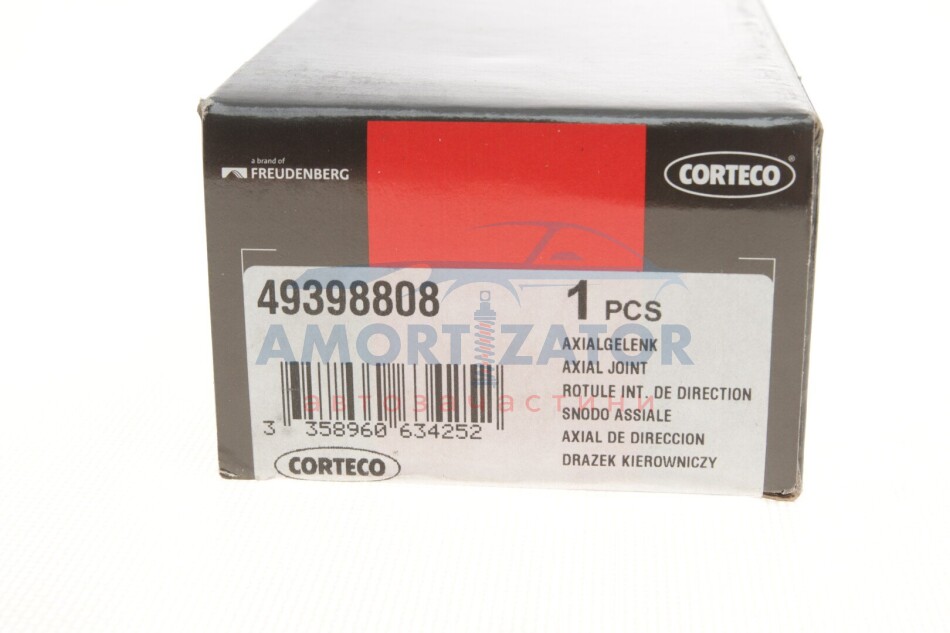 a brand of
FREUDENBERG
CORTECO®
49398808
1 PCS
AMORTIZATOR
автозапчастини
AXIALGELENK
AXIAL JOINT
ROTULE INT. DE DIRECTION
SNODO ASSIALE
AXIAL DE DIRECCION
DRAZEK KIEROWNICZY
3 358960 634252
CORTECO